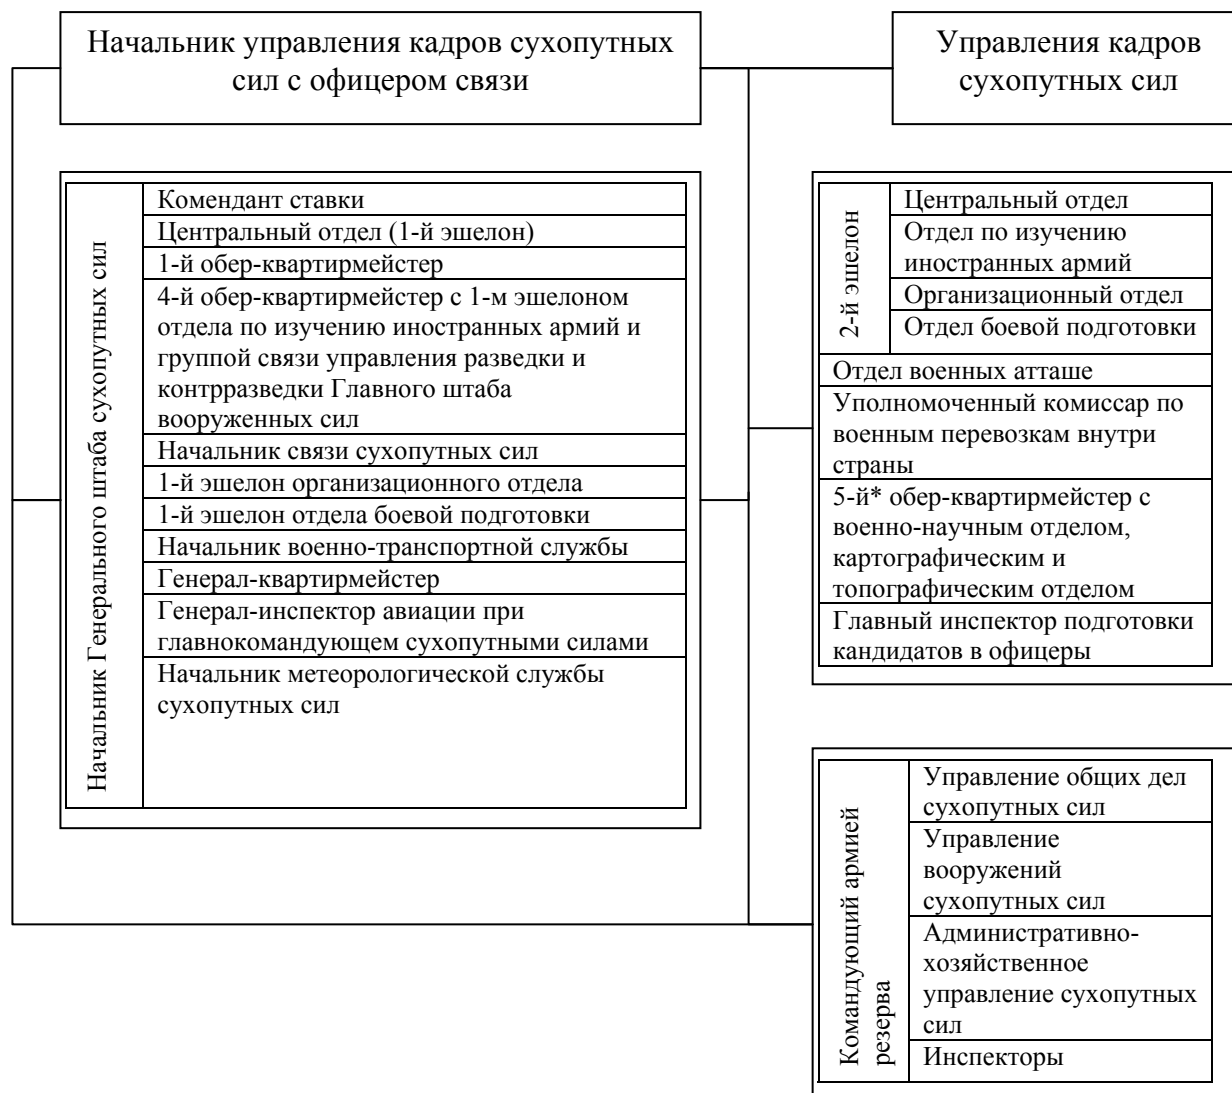 Начальник управления кадров сухопутных
сил с офицером связи
Управления кадров
сухопутных сил
Начальник Генерального штаба сухопутных сил
Комендант ставки
Центральный отдел (1-й эшелон)
1-й обер-квартирмейстер
4-й обер-квартирмейстер с 1-м эшелоном
отдела по изучению иностранных армий и
группой связи управления разведки и
контрразведки Главного штаба
вооруженных сил
Начальник связи сухопутных сил
1-й эшелон организационного отдела
1-й эшелон отдела боевой подготовки
Начальник военно-транспортной службы
Генерал-квартирмейстер
Генерал-инспектор авиации при
главнокомандующем сухопутными силами
Начальник метеорологической службы
сухопутных сил
2-й эшелон
Центральный отдел
Отдел по изучению
иностранных армий
Организационный отдел
Отдел боевой подготовки
Отдел военных атташе
Уполномоченный комиссар по
военным перевозкам внутри
страны
5-й* обер-квартирмейстер с
военно-научным отделом,
картографическим и
топографическим отделом
Главный инспектор подготовки
кандидатов в офицеры
Командующий армией
резерва
Управление общих дел
сухопутных сил
Управление
вооружений
сухопутных сил
Административно-
хозяйственное
управление сухопутных
сил
Инспекторы